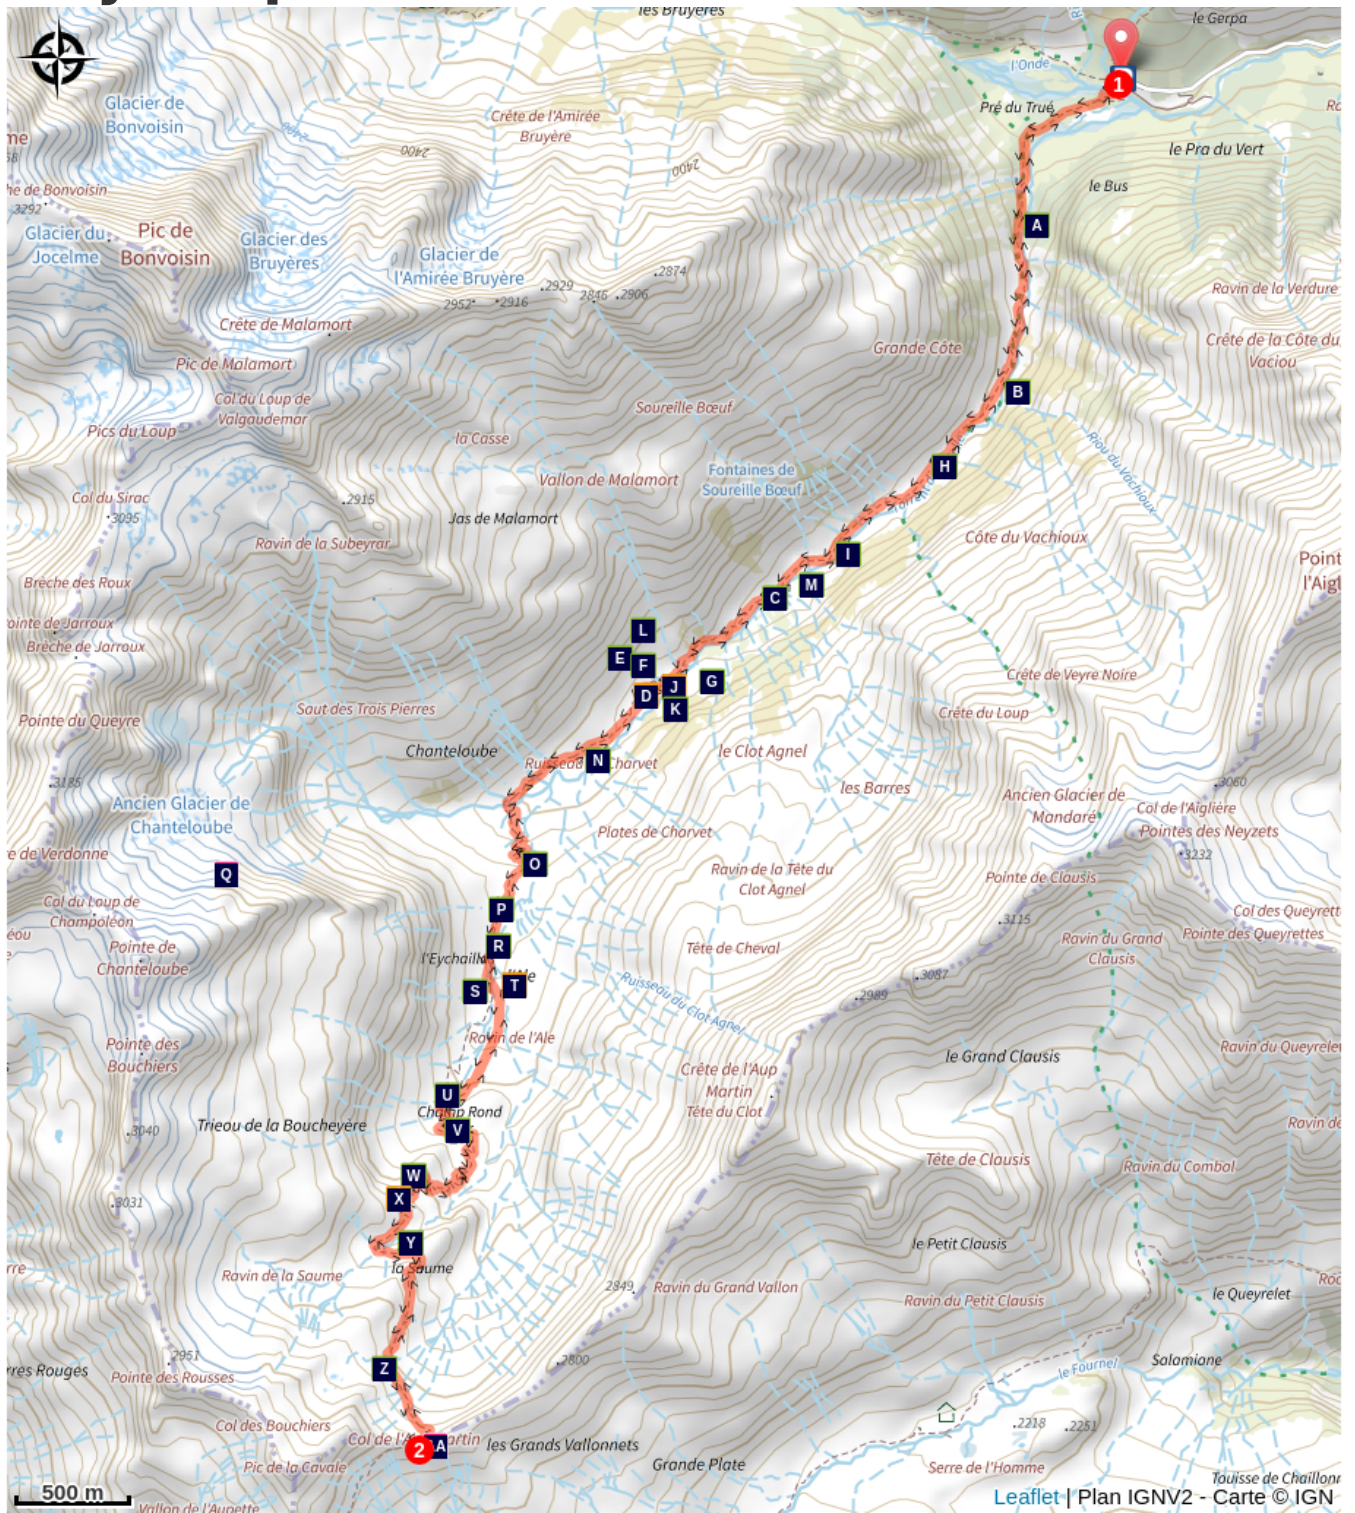 les Bruyères
le Gerpa
l'Onde
1
Glacier de
Bonvoisin
Pré du Trué
Crête de l'Amirée
Bruyère
2400
2400
2400
le Pra du Vert
le Bus
3292
A
Glacier du
Jocelme
Pic de
Bonvoisin
Glacier des
Bruyères
Glacier de
l'Amirée Bruyère
2874
2929
2952
2916
2846
2906
Ravin de la Verdure
Crête de Malamort
Grande Côte
Crête de la Côte du
Vaciou
Pic de Malamort
Col du Loup de
Valgaudemar
B
Soureille Bœuf
Pics du Loup
la Casse
Riou du Vachioux
H
Fontaines de
Soureille Bœuf
Vallon de Malamort
Col du Sirac
3095
2915
Jas de Malamort
Ravin de la Subeyrar
Côte du Vachioux
I
Brèche des Roux
M
C
Brèche de Jarroux
L
E
F
G
J
D
K
Crête de Veyre Noire
Saut des Trois Pierres
Crête du Loup
Pointe du Queyre
Chanteloube
le Clot Agnel
N
3185
3060
les Barres
Ancien Glacier de
Chanteloube
Ancien Glacier de
Mandaré
Col de l'Aiglière
Pointes des Neyzets
Plates de Charvet
3232
O
Q
Ravin de la Tête du
Clot Agnel
Pointe de Clausis
Col du Loup de
Champoléon
P
3115
Pointe des Queyrettes
Pointe de
Chanteloube
R
Tête de Cheval
Ravin du Grand
Clausis
3087
S
T
2989
Ruisseau du Clot Agnel
Ravin de l'Ale
Pointe des
Bouchiers
le Grand Clausis
Crête de l'Aup
Martin
Tête du Clot
U
Champ Rond
V
Trieou de la Boucheyère
3040
Tête de Clausis
Ravin du Combal
W
X
3031
Y
le Petit Clausis
la Saume
Ravin de la Saume
2849
Ravin du Grand Vallon
Ravin du Petit Clausis
le Queyrelet
2951
2800
Salamiane
le Fournel
Z
Pointe des Rousses
2218
2251
Col des Bouchiers
2
A
les Grands Vallonnets
Grande Plate
Pic de la Cavale
Serre de l'Homme
500 m
Leaflet | Plan IGNV2 - Carte © IGN